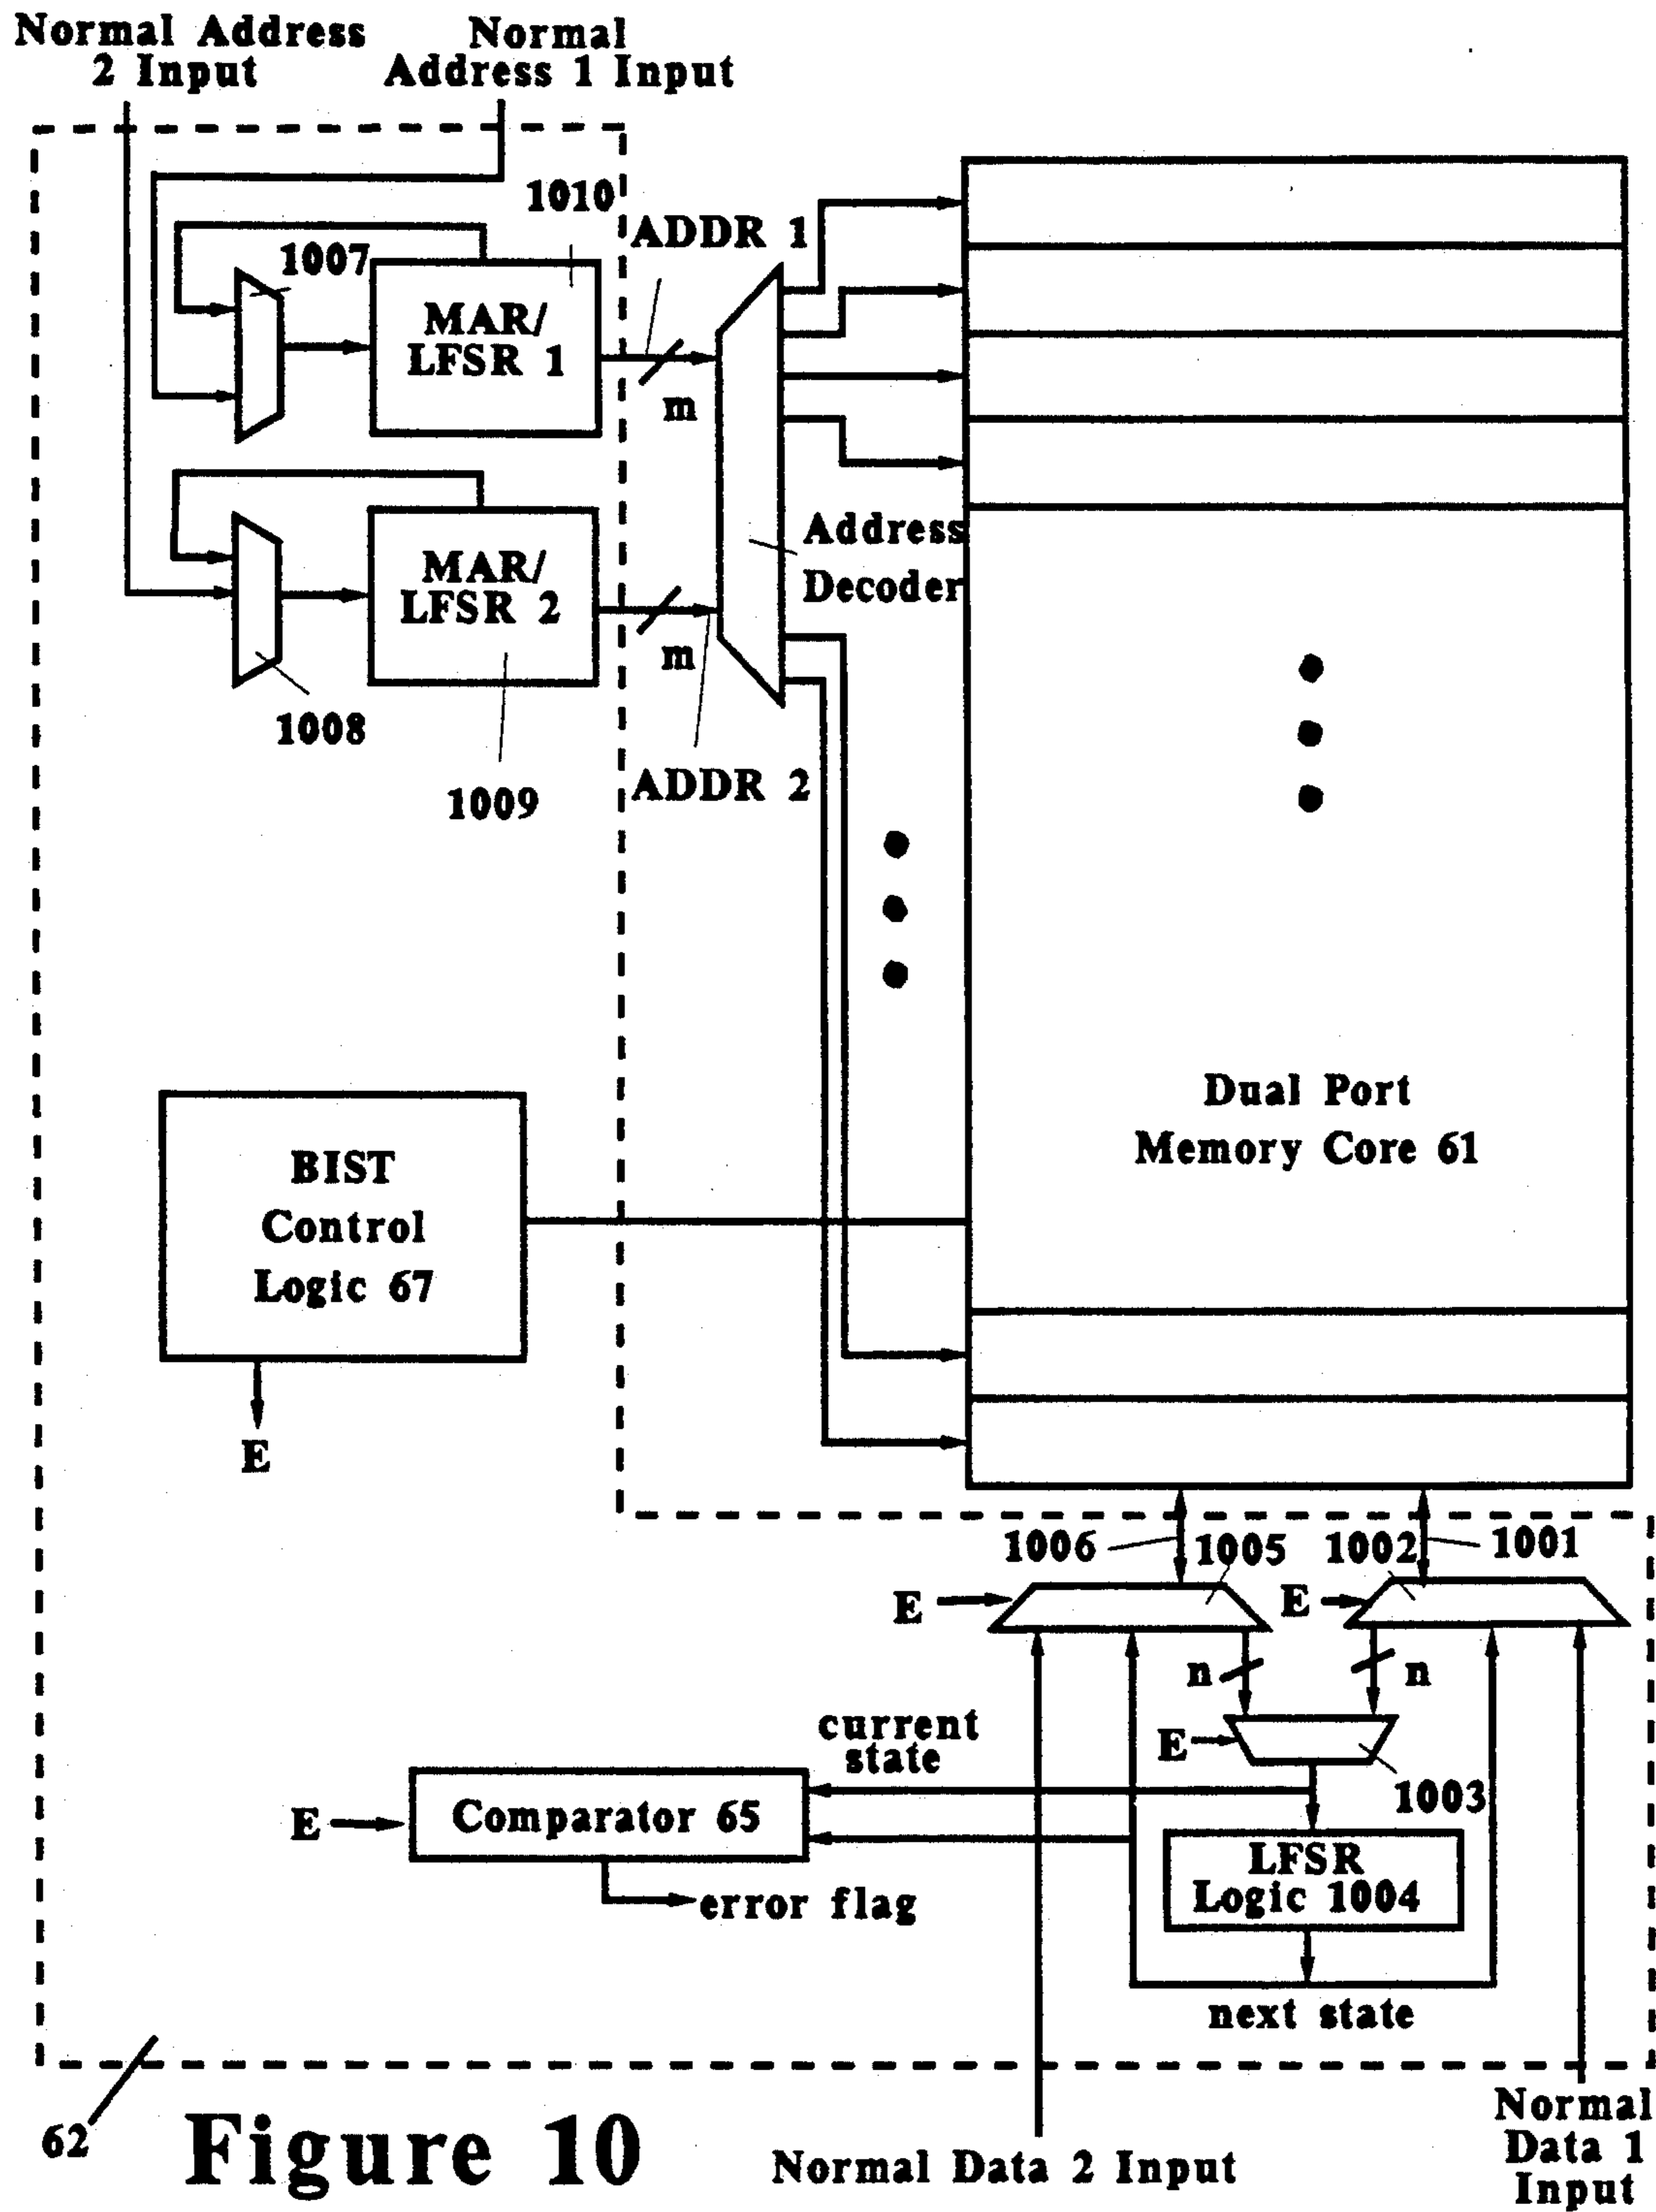 Normal Address
2 Input
Normal
Address 1 Input
1010
ADDR 1
1007
MAR/
LFSR 1
m
Address
Decoder
MAR/
LFSR 2
m
1008
1009
ADDR 2
Dual Port
Memory Core 61
BIST
Control
Logic 67
E
1006
1005
1002
1001
E
E
n
n
current
state
E
1003
E
Comparator 65
LFSR
Logic 1004
error flag
next state
62
Figure 10
Normal Data 2 Input
Normal
Data 1
Input